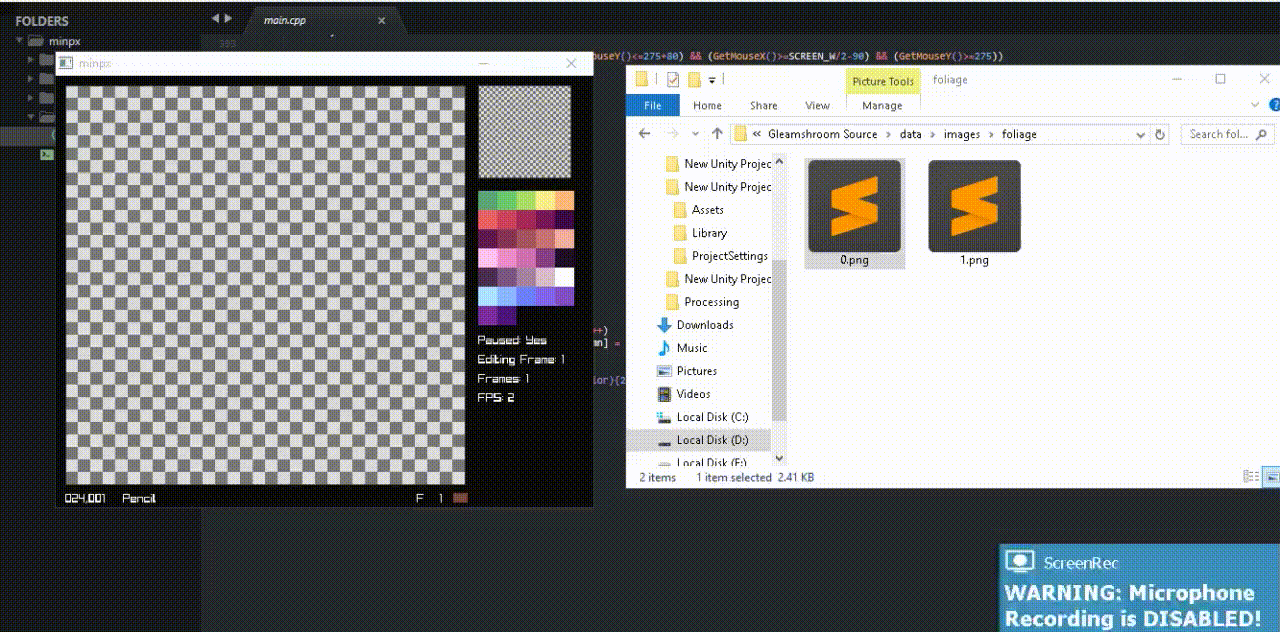 FOLDERS
minpx
main.cpp
393
ouseY()<=275+80) && (GetMouseX()>=SCREEN_W/2-90) && (GetMouseY()>=275))
minpx
Paused: Yes
Editing Frame: 1
Frames: 1
FPS: 2
024,001 Pencil F 1
++)
mn] =
lor){2
Picture Tools foliage
File Home Share View Manage
« Gleamshroom Source > data > images > foliage
Search fol...
New Unity Projec
New Unity Projec
Assets
Library
ProjectSettings
New Unity Projec
Processing
Downloads
Music
Pictures
Videos
Local Disk (C:)
Local Disk (D:)
Local Disk (E:)
0.png 1.png
2 items 1 item selected 2.41 KB
ScreenRec
WARNING: Microphone
Recording is DISABLED!